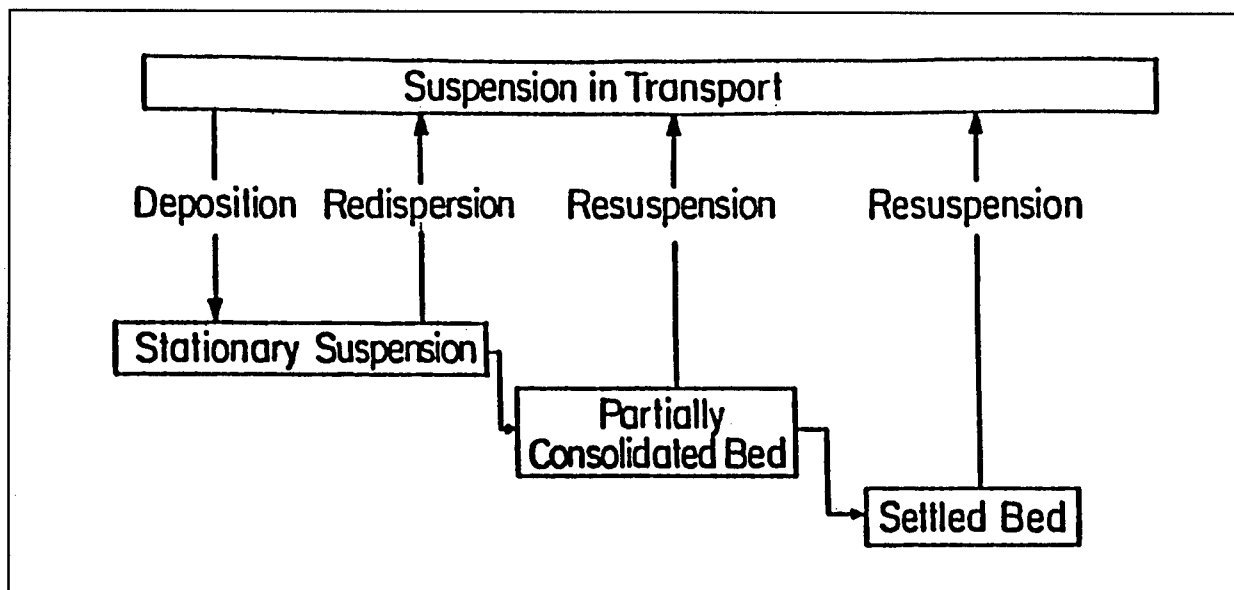 Suspension in Transport
Deposition
Redispersion
Resuspension
Resuspension
Stationary Suspension
Partially
Consolidated Bed
Settled Bed